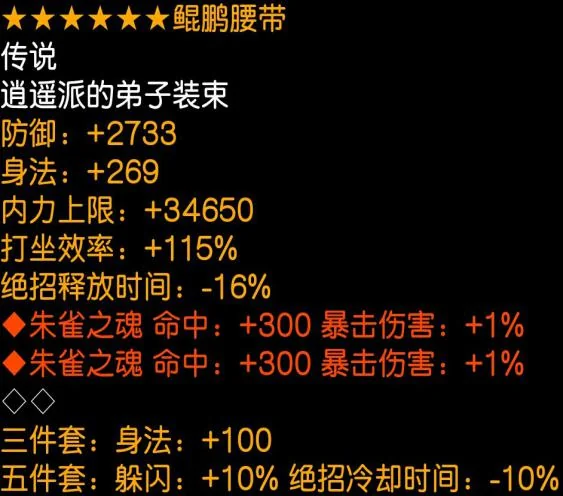 ★★★★★★鲲鹏腰带
传说
逍遥派的弟子装束
防御：+2733
身法：+269
内力上限：+34650
打坐效率：+115%
绝招释放时间：-16%
◆朱雀之魂 命中：+300 暴击伤害：+1%
◆朱雀之魂 命中：+300 暴击伤害：+1%
◇◇
三件套：身法：+100
五件套：躲闪：+10% 绝招冷却时间：-10%